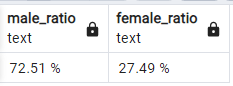 male_ratio female_ratio
text text
72.51 % 27.49 %